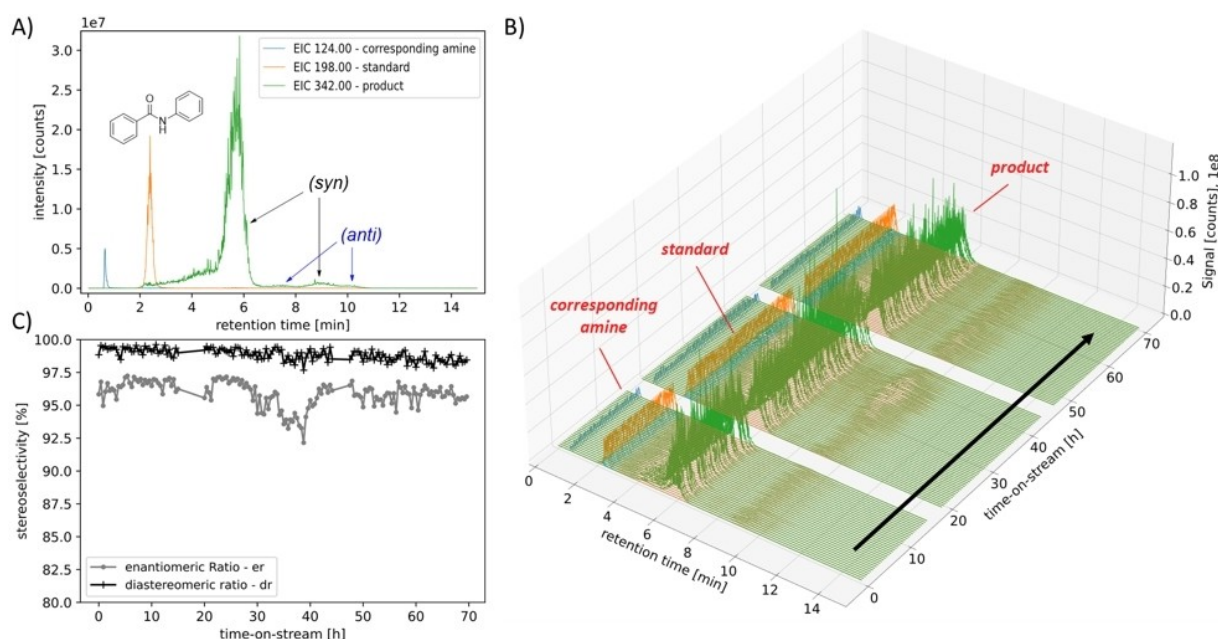 A)
1e7
3.0
2.5
2.0
1.5
1.0
0.5
0.0
intensity [counts]
EIC 124.00 - corresponding amine
EIC 198.00 - standard
EIC 342.00 - product
O
N
H
(syn)
(anti)
0 2 4 6 8 10 12 14
retention time [min]
B)
product
standard
corresponding
amine
1.0
0.8
0.6
0.4
0.2
0.0
Signal [counts], 1e8
0 2 4 6 8 10 12 14
retention time [min]
0 10 20 30 40 50 60 70
time-on-stream [h]
C)
100.0
97.5
95.0
92.5
90.0
87.5
85.0
82.5
80.0
stereoselectivity [%]
enantiomeric Ratio - er
diastereomeric ratio - dr
0 10 20 30 40 50 60 70
time-on-stream [h]